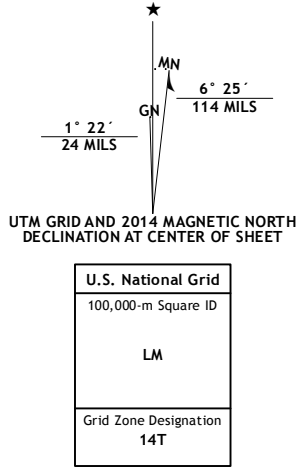 MN
GN
6° 25´
114 MILS
1° 22´
24 MILS
UTM GRID AND 2014 MAGNETIC NORTH
DECLINATION AT CENTER OF SHEET
U.S. National Grid
100,000-m Square ID
LM
Grid Zone Designation
14T